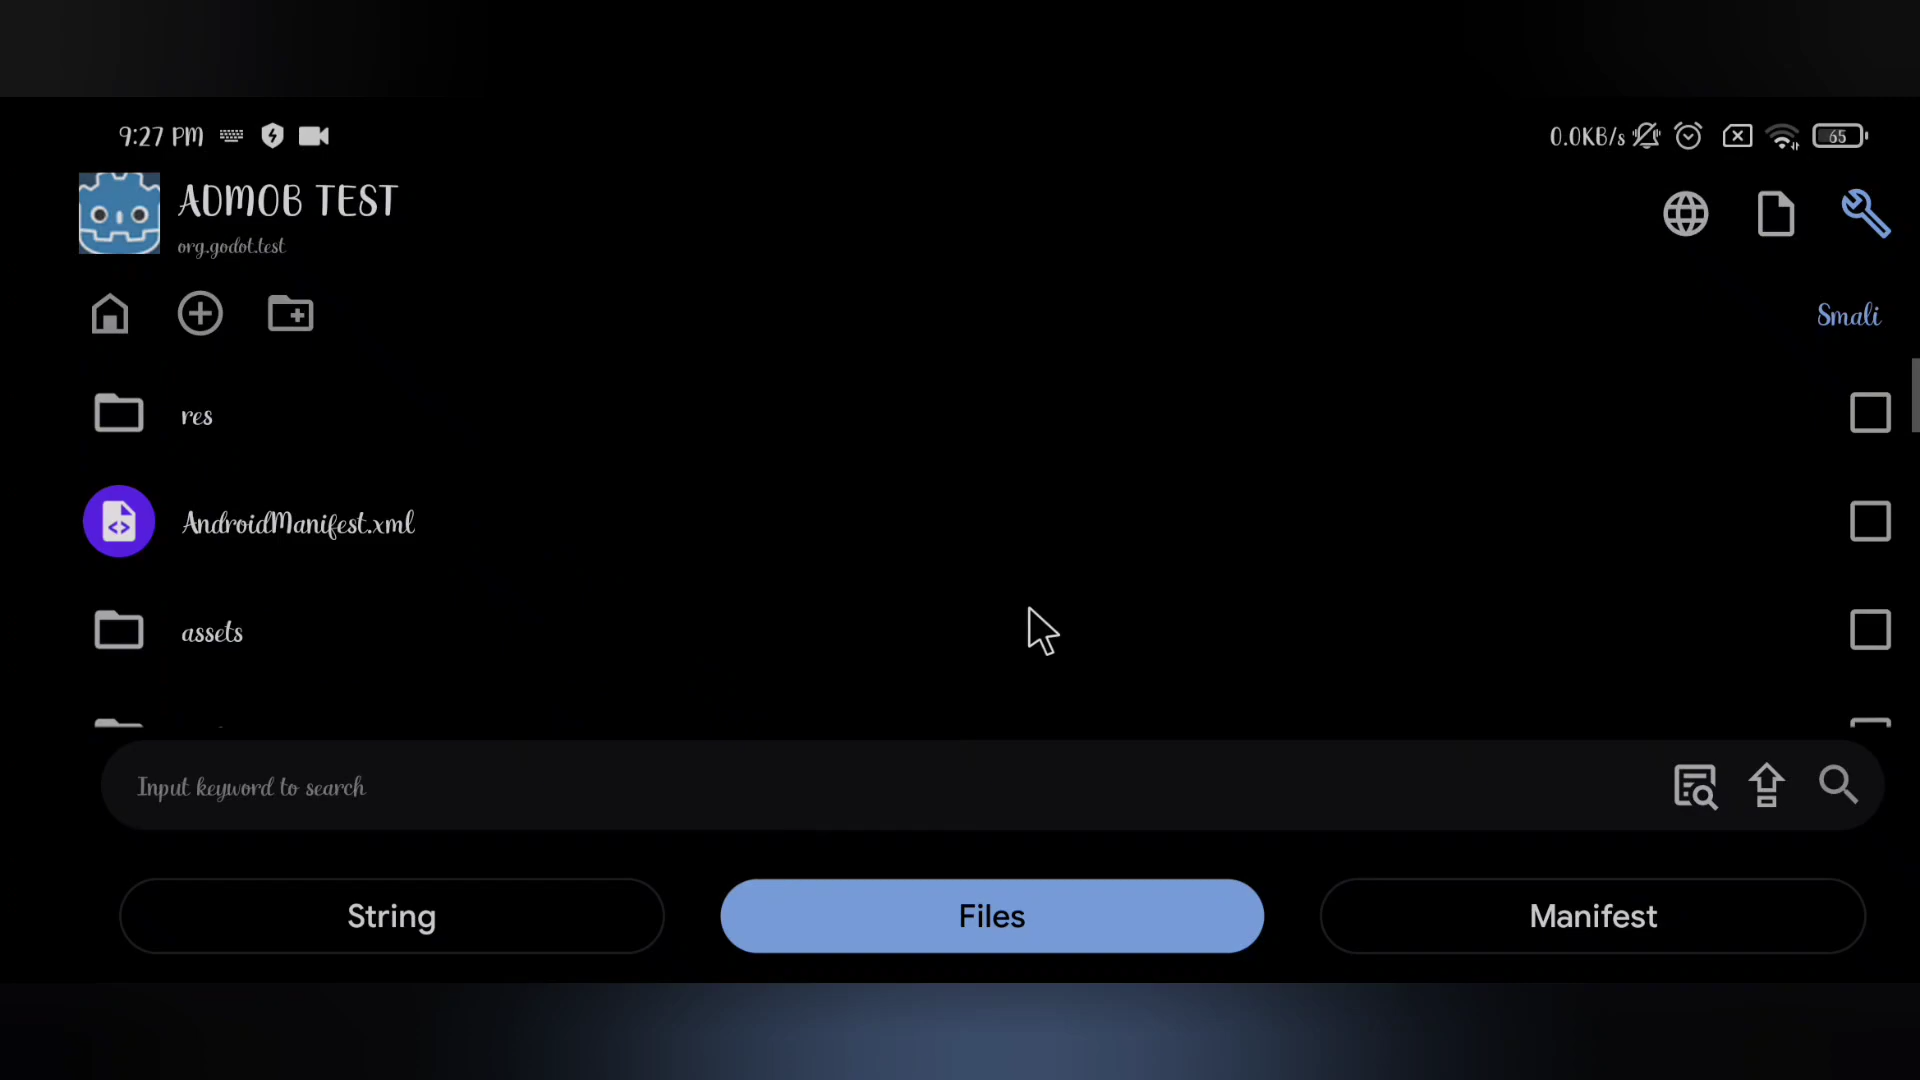 9:27 PM
0.0KB/s
65
ADMOB TEST
org.godot.test
Smali
res
AndroidManifest.xml
assets
Input keyword to search
String
Files
Manifest